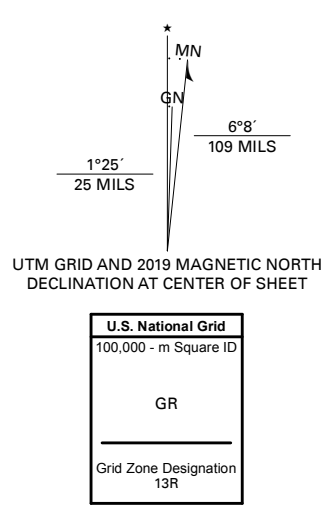 ★
MN
GN
6°8´
109 MILS
1°25´
25 MILS
UTM GRID AND 2019 MAGNETIC NORTH
DECLINATION AT CENTER OF SHEET
U.S. National Grid
100,000 - m Square ID
GR
Grid Zone Designation
13R